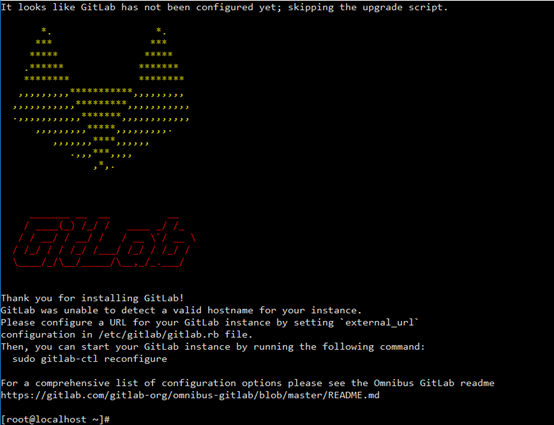 It looks like GitLab has not been configured yet; skipping the upgrade script.
GitLab
Thank you for installing GitLab!
GitLab was unable to detect a valid hostname for your instance.
Please configure a URL for your GitLab instance by setting `external_url`
configuration in /etc/gitlab/gitlab.rb file.
Then, you can start your GitLab instance by running the following command:
sudo gitlab-ctl reconfigure
For a comprehensive list of configuration options please see the Omnibus GitLab readme
https://gitlab.com/gitlab-org/omnibus-gitlab/blob/master/README.md
[root@localhost ~]#